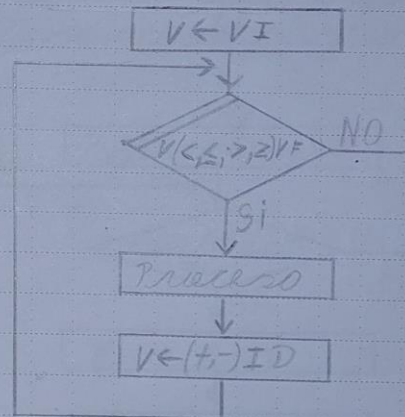 V ← VI
V(<,≤,>,≥)VF
NO
Si
Proceso
V ← (+,-) ID